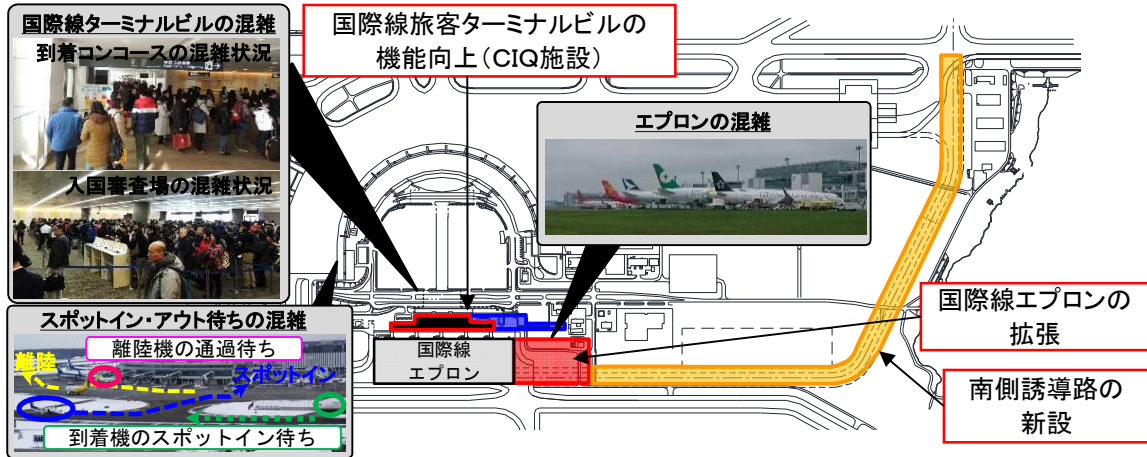 国際線ターミナルビルの混雑
到着コンコースの混雑状況
入国審査場の混雑状況
国際線旅客ターミナルビルの
機能向上(CIQ施設)
エプロンの混雑
スポットイン・アウト待ちの混雑
離陸機の通過待ち
離陸
スポットイン
到着機のスポットイン待ち
国際線
エプロン
国際線エプロンの
拡張
南側誘導路の
新設